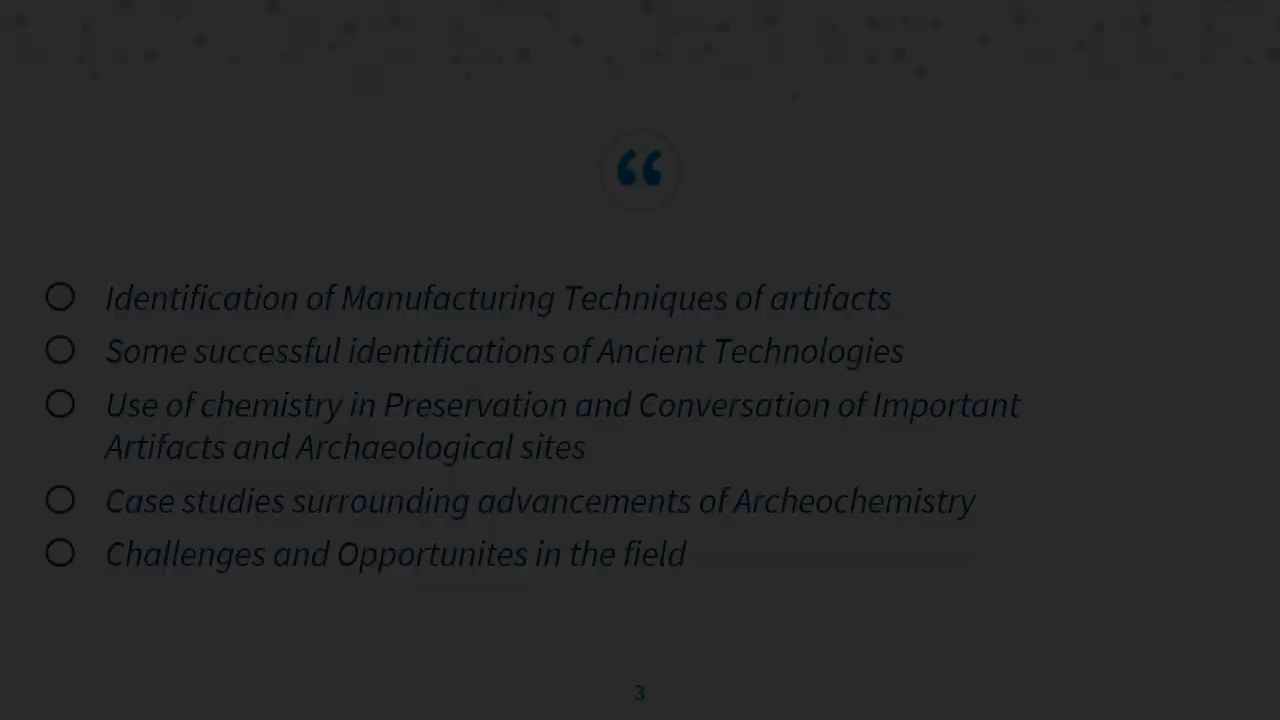 “
Identification of Manufacturing Techniques of artifacts
Some successful identifications of Ancient Technologies
Use of chemistry in Preservation and Conversation of Important
Artifacts and Archaeological sites
Case studies surrounding advancements of Archeochemistry
Challenges and Opportunites in the field
3